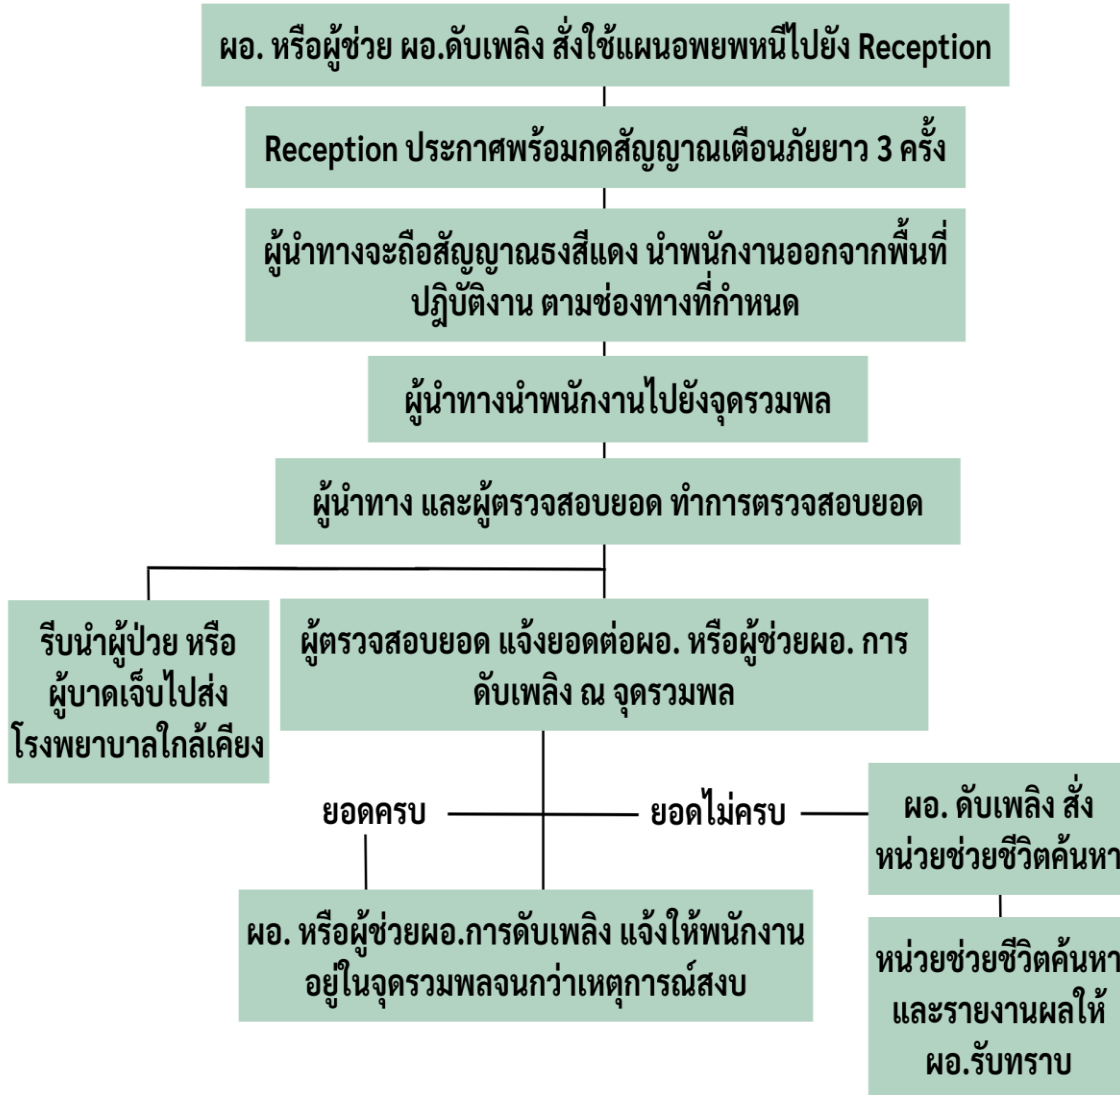 ผอ. หรือผู้ช่วย ผอ.ดับเพลิง สั่งใช้แผนอพยพหนีไปยัง Reception
Reception ประกาศพร้อมกดสัญญาณเตือนภัยยาว 3 ครั้ง
ผู้นำทางจะถือสัญญาณธงสีแดง นำพนักงานออกจากพื้นที่
ปฎิบัติงาน ตามช่องทางที่กำหนด
ผู้นำทางนำพนักงานไปยังจุดรวมพล
ผู้นำทาง และผู้ตรวจสอบยอด ทำการตรวจสอบยอด
รีบนำผู้ป่วย หรือ
ผู้บาดเจ็บไปส่ง
โรงพยาบาลใกล้เคียง
ผู้ตรวจสอบยอด แจ้งยอดต่อผอ. หรือผู้ช่วยผอ. การ
ดับเพลิง ณ จุดรวมพล
ยอดครบ
ยอดไม่ครบ
ผอ. ดับเพลิง สั่ง
หน่วยช่วยชีวิตค้นหา
ผอ. หรือผู้ช่วยผอ.การดับเพลิง แจ้งให้พนักงาน
อยู่ในจุดรวมพลจนกว่าเหตุการณ์สงบ
หน่วยช่วยชีวิตค้นหา
และรายงานผลให้
ผอ.รับทราบ